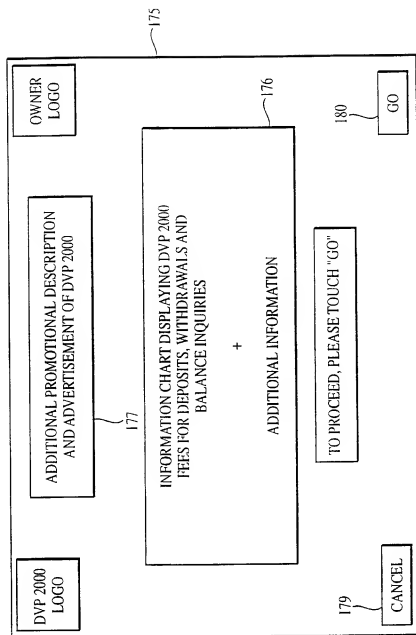 DVP 2000
LOGO
ADDITIONAL PROMOTIONAL DESCRIPTION
AND ADVERTISEMENT OF DVP 2000
OWNER
LOGO
177
175
INFORMATION CHART DISPLAYING DVP 2000
FEES FOR DEPOSITS, WITHDRAWALS AND
BALANCE INQUIRIES
+
ADDITIONAL INFORMATION
176
TO PROCEED, PLEASE TOUCH "GO"
179
CANCEL
180
GO